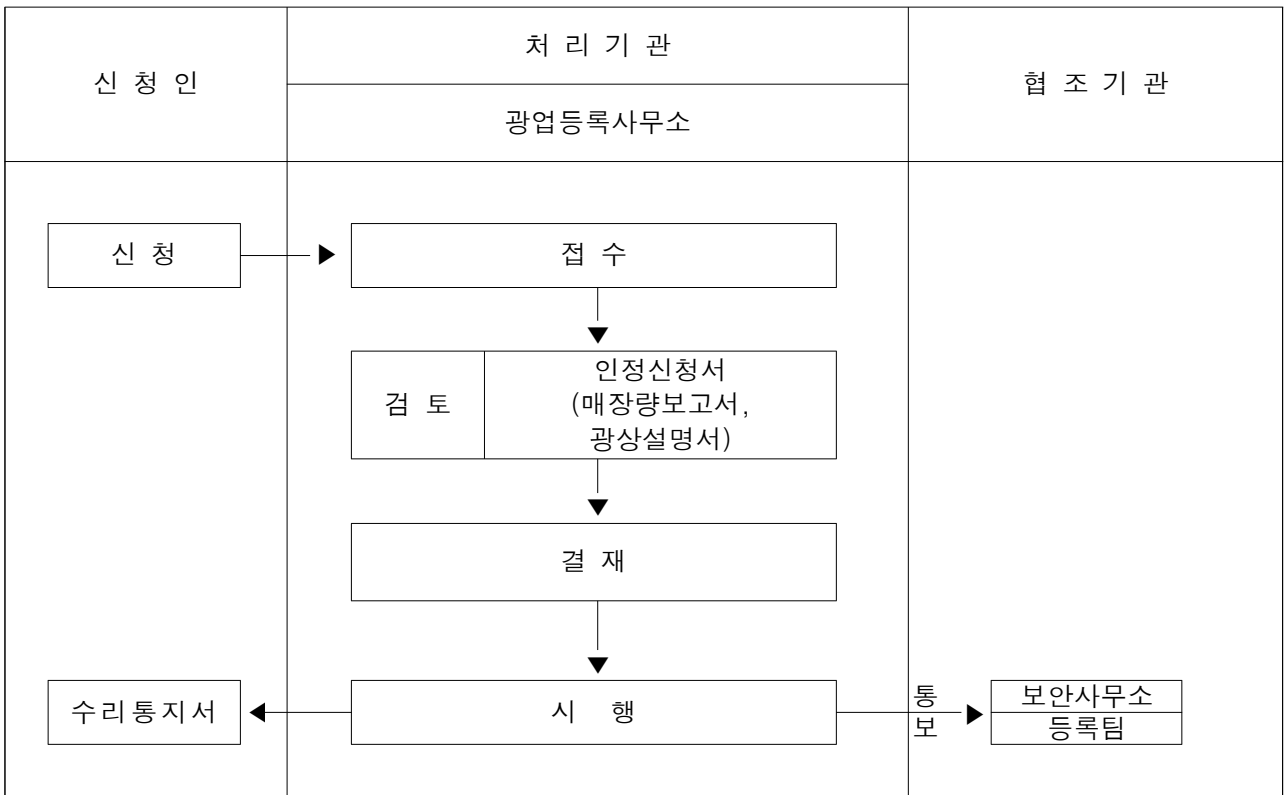 신 청 인
처 리 기 관
광업등록사무소
협 조 기 관
신 청
접 수
검 토
인정신청서
(매장량보고서,
광상설명서)
결 재
수리통지서
시 행
통
보
보안사무소
등록팀